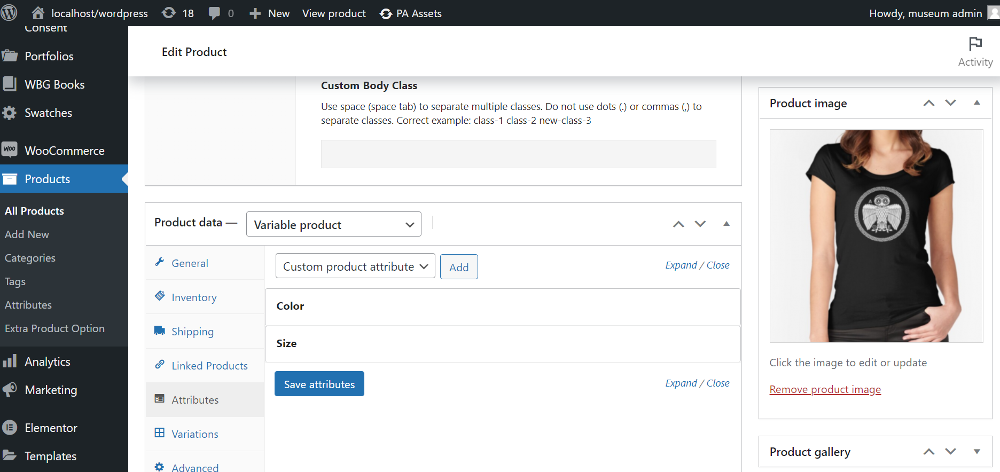 localhost/wordpress 18 0 New View product PA Assets Howdy, museum admin
Consent
Portfolios
WBG Books
Swatches
WOO WooCommerce
Products
All Products
Add New
Categories
Tags
Attributes
Extra Product Option
Analytics
Marketing
Elementor
Templates
Edit Product
Activity
Custom Body Class
Use space (space tab) to separate multiple classes. Do not use dots (.) or commas (,) to
separate classes. Correct example: class-1 class-2 new-class-3
Product data —
Variable product
General
Inventory
Shipping
Linked Products
Attributes
Variations
Advanced
Custom product attribute
Add
Expand / Close
Color
Size
Save attributes
Expand / Close
Product image
Click the image to edit or update
Remove product image
Product gallery